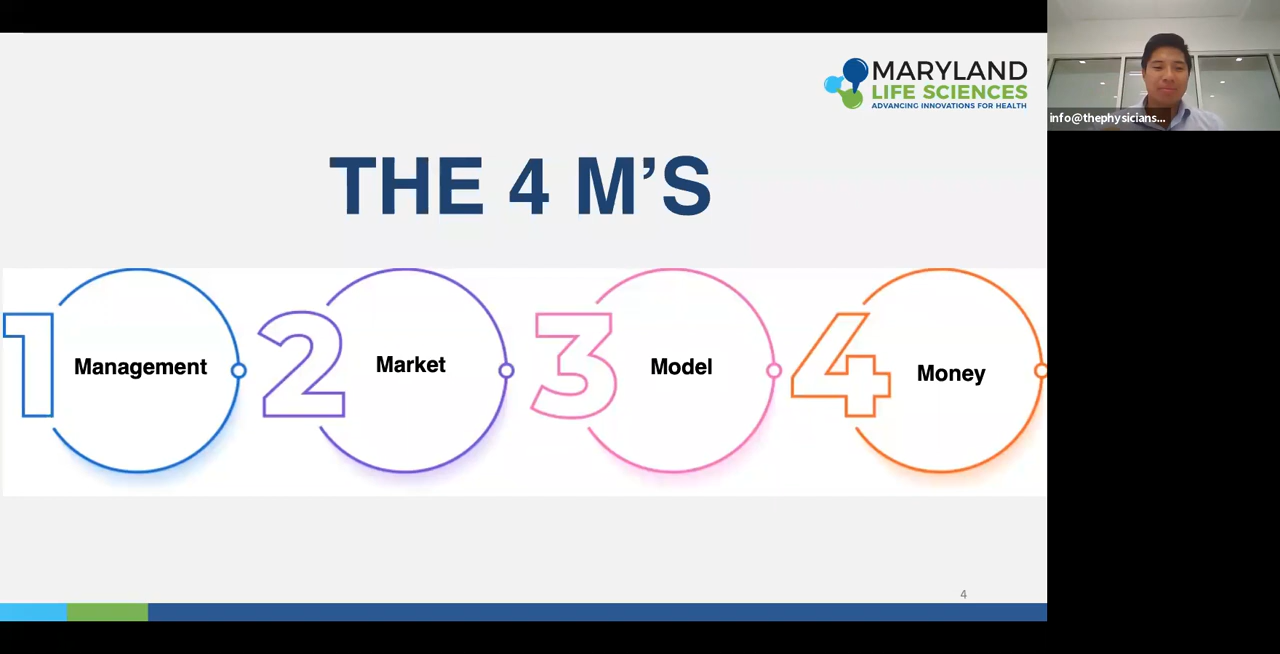 MARYLAND
LIFE SCIENCES
ADVANCING INNOVATIONS FOR HEALTH
info@thephysicians...
THE 4 M’S
1
Management
2
Market
3
Model
4
Money
4